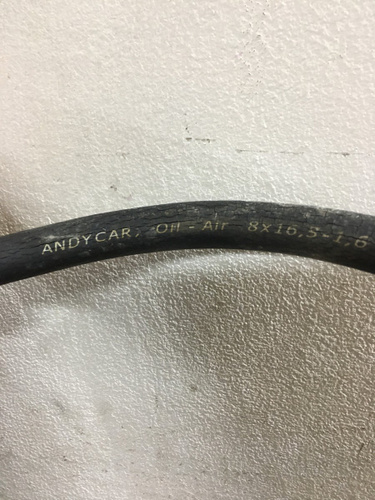 ANDYCAR. Oil - Air 8X16,5-1,6